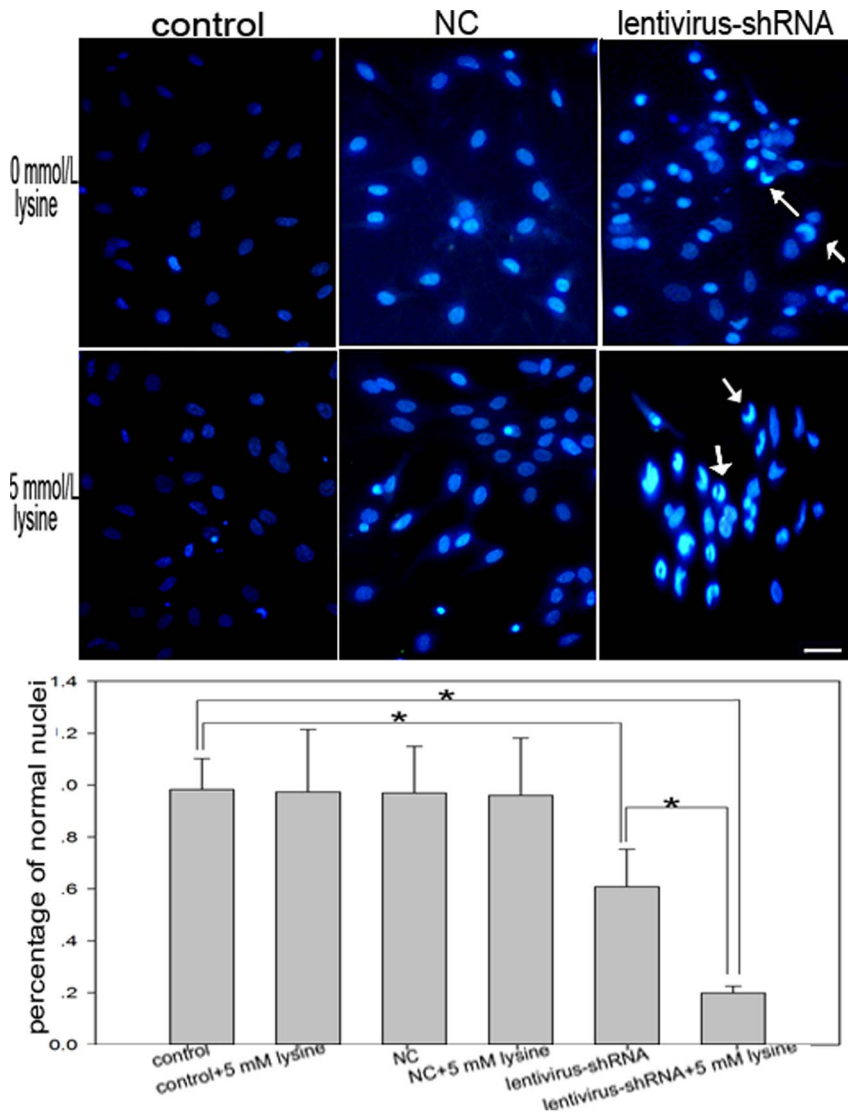 control NC lentivirus-shRNA
0 mmol/L
lysine
5 mmol/L
lysine
percentage of normal nuclei
1.4
.2
.0
.8
.6
.4
.2
0.0
*
*
*
control
control+5 mM lysine
NC
NC+5 mM lysine
lentivirus-shRNA
lentivirus-shRNA+5 mM lysine